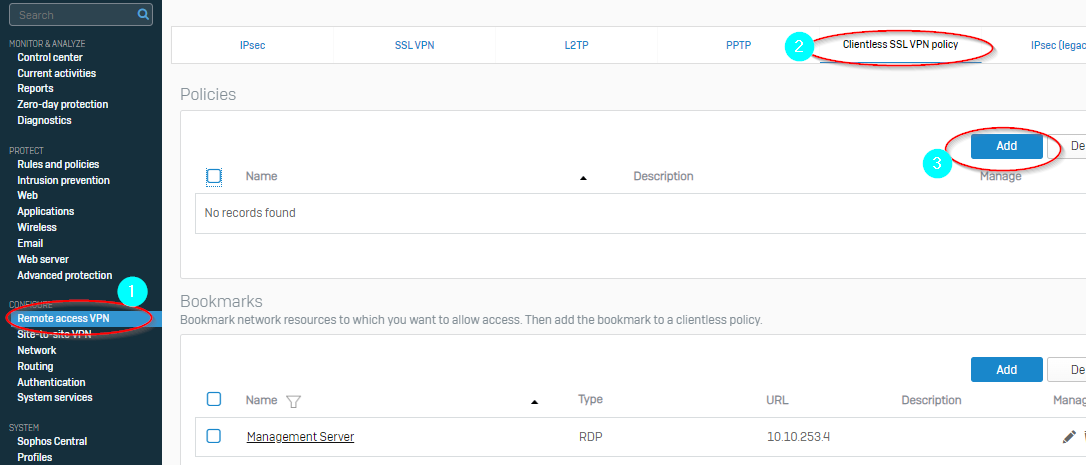 Search
MONITOR & ANALYZE
Control center
Current activities
Reports
Zero-day protection
Diagnostics
PROTECT
Rules and policies
Intrusion prevention
Web
Applications
Wireless
Email
Web server
Advanced protection
1
CONFIGURE
Remote access VPN
Site-to-site VPN
Network
Routing
Authentication
System services
SYSTEM
Sophos Central
Profiles
IPsec SSL VPN L2TP PPTP 2 Clientless SSL VPN policy IPsec (legac
Policies
Add De
3
Name Description Manage
No records found
Bookmarks
Bookmark network resources to which you want to allow access. Then add the bookmark to a clientless policy.
Add De
Name Type URL Description Manag
Management Server RDP 10.10.253.4